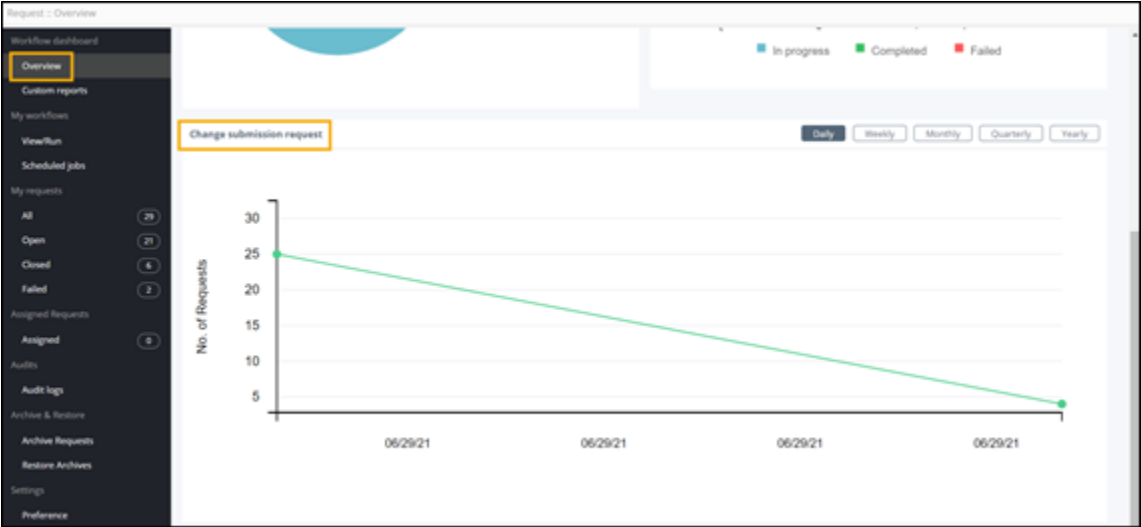 Request :: Overview
Workflow dashboard
Overview
Custom reports
My workflows
View/Run
Scheduled jobs
My requests
All 29
Open 21
Closed 6
Failed 2
Assigned Requests
Assigned 0
Audits
Audit logs
Archive & Restore
Archive Requests
Restore Archives
Settings
Preference
In progress Completed Failed
Change submission request
Daily Weekly Monthly Quarterly Yearly
No. of Requests
30
25
20
15
10
5
06/29/21 06/29/21 06/29/21 06/29/21